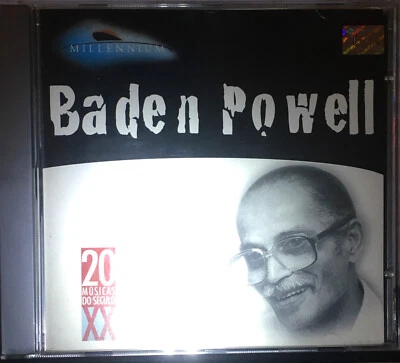 MILLENNIUM
Baden Powell
20
MÚSICAS
DO SÉCULO
XX